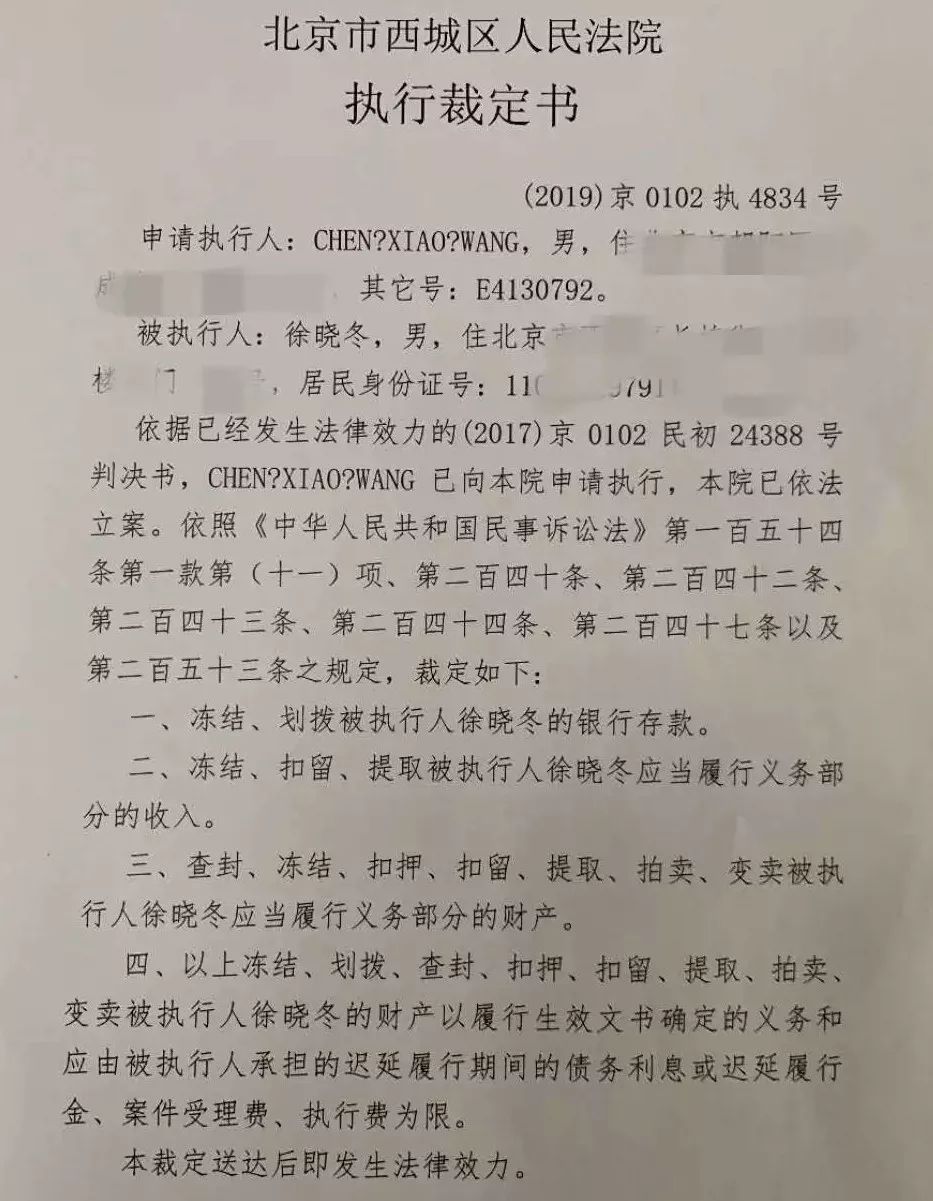 北京市西城区人民法院
执行裁定书
(2019)京 0102 执 4834 号
申请执行人：CHEN?XIAO?WANG，男，住
其它号：E4130792。
被执行人：徐晓冬，男，住北京
楼 门 号，居民身份证号：11
依据已经发生法律效力的(2017)京 0102 民初 24388 号
判决书，CHEN?XIAO?WANG 已向本院申请执行，本院已依法
立案。依照《中华人民共和国民事诉讼法》第一百五十四
条第一款第（十一）项、第二百四十条、第二百四十二条、
第二百四十三条、第二百四十四条、第二百四十七条以及
第二百五十三条之规定，裁定如下：
一、冻结、划拨被执行人徐晓冬的银行存款。
二、冻结、扣留、提取被执行人徐晓冬应当履行义务部
分的收入。
三、查封、冻结、扣押、扣留、提取、拍卖、变卖被执
行人徐晓冬应当履行义务部分的财产。
四、以上冻结、划拨、查封、扣押、扣留、提取、拍卖、
变卖被执行人徐晓冬的财产以履行生效文书确定的义务和
应由被执行人承担的迟延履行期间的债务利息或迟延履行
金、案件受理费、执行费为限。
本裁定送达后即发生法律效力。